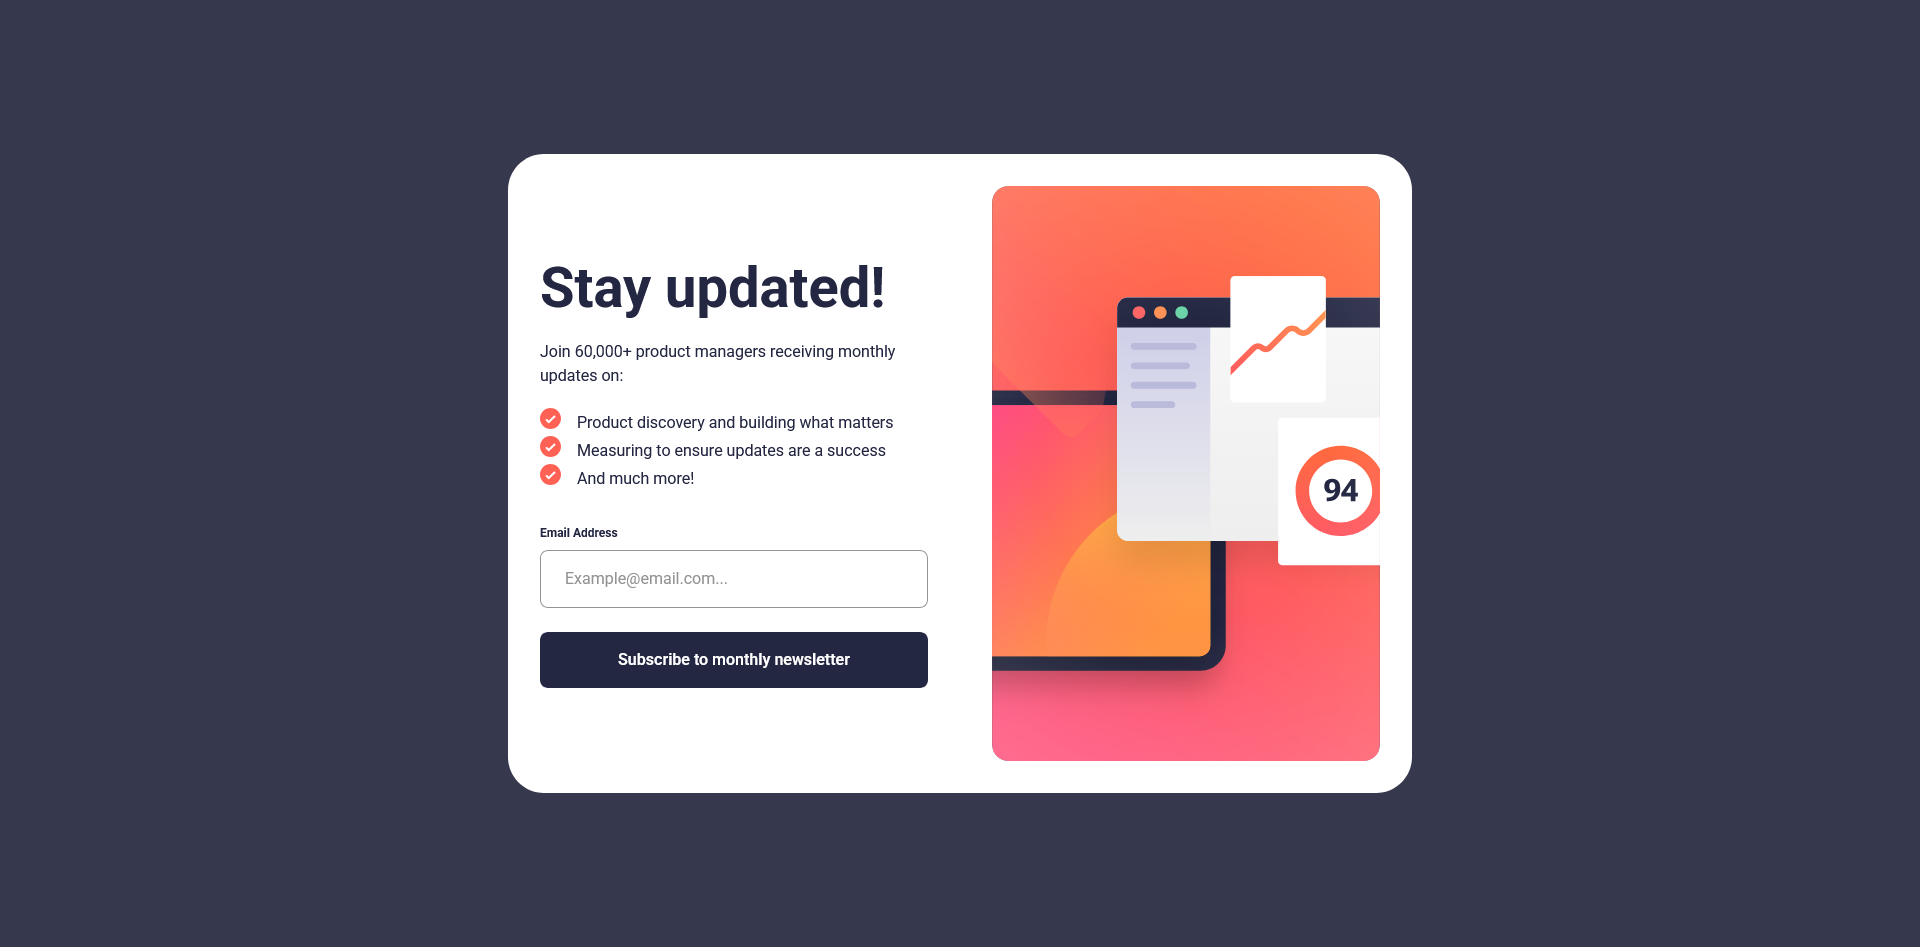 Stay updated!
Join 60,000+ product managers receiving monthly
updates on:
Product discovery and building what matters
Measuring to ensure updates are a success
And much more!
Email Address
Example@email.com...
Subscribe to monthly newsletter
94